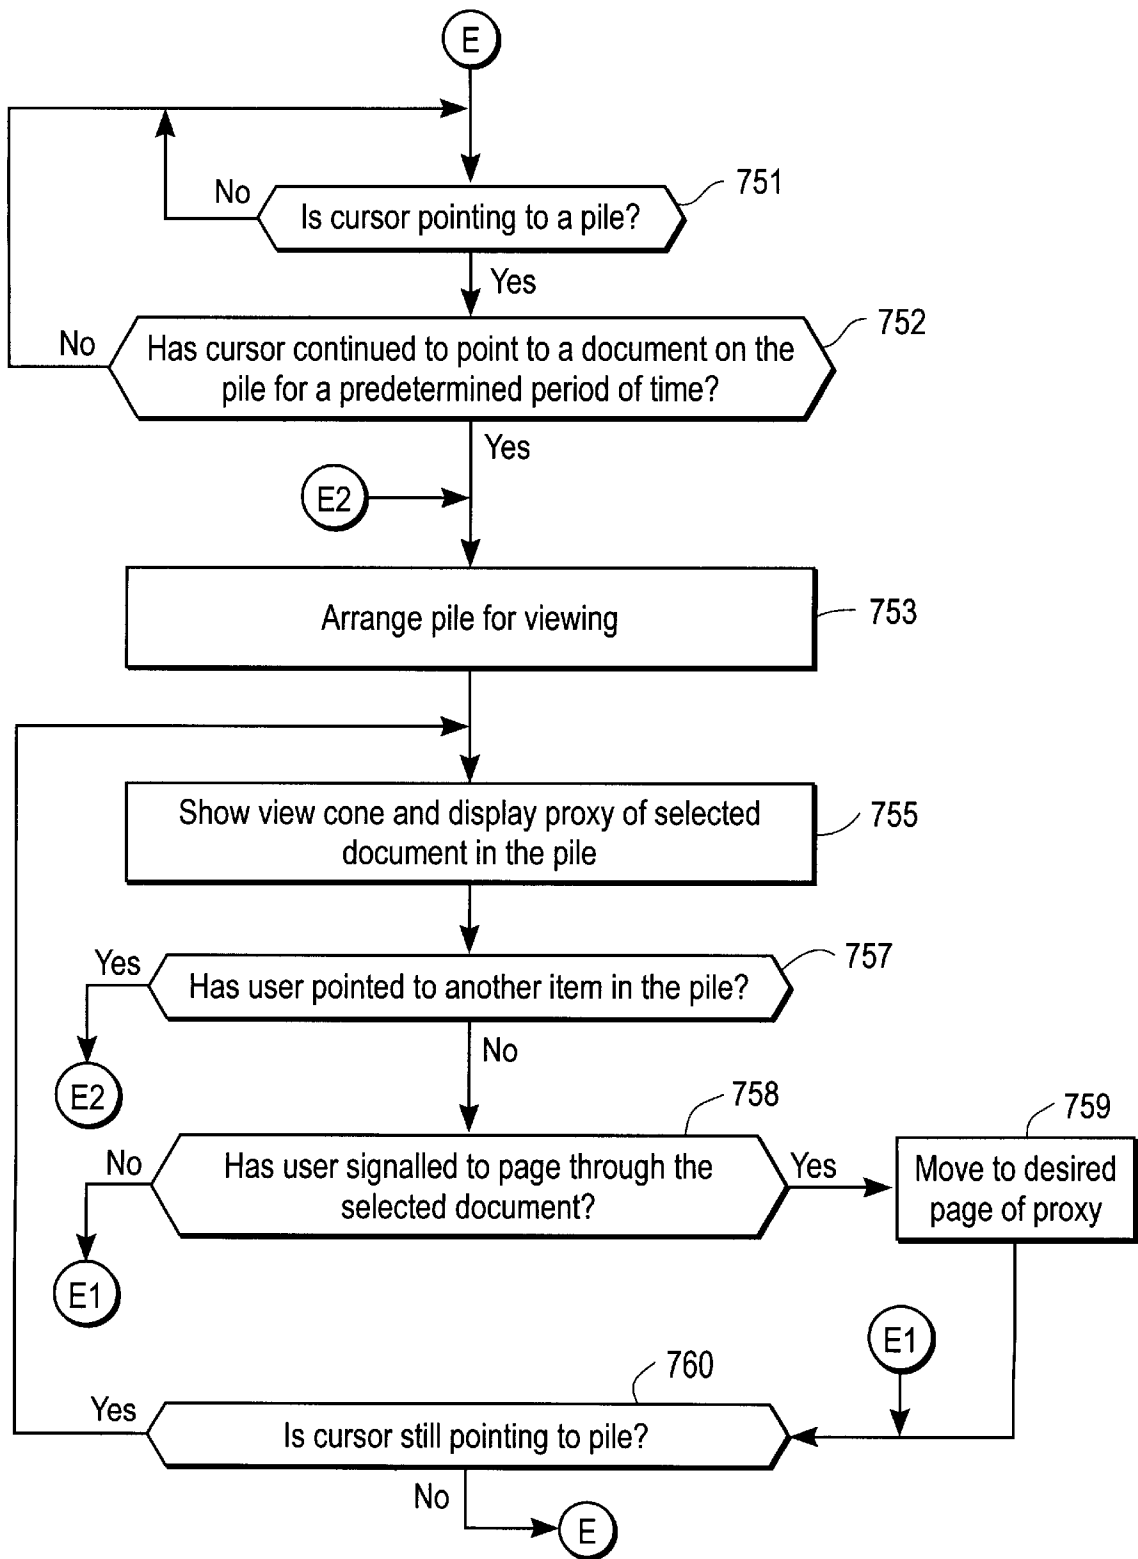 E
751
No
Is cursor pointing to a pile?
Yes
752
No
Has cursor continued to point to a document on the
pile for a predetermined period of time?
Yes
E2
753
Arrange pile for viewing
755
Show view cone and display proxy of selected
document in the pile
757
Yes
Has user pointed to another item in the pile?
No
E2
758
759
No
Has user signalled to page through the
selected document?
Yes
Move to desired
page of proxy
E1
E1
760
Yes
Is cursor still pointing to pile?
No
E